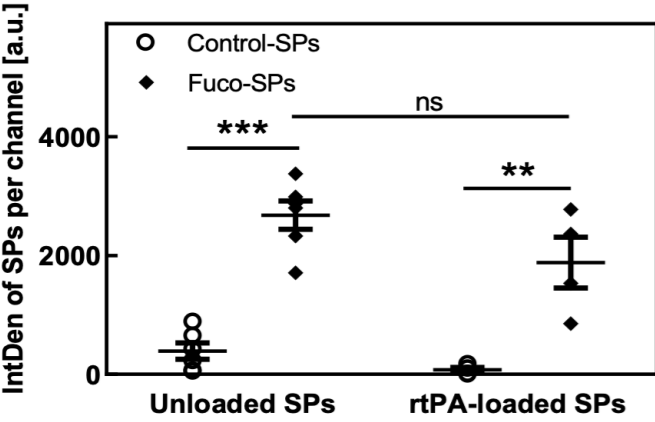 IntDen of SPs per channel [a.u.]
Control-SPs
Fuco-SPs
ns
4000
***
**
2000
0
Unloaded SPs
rtPA-loaded SPs